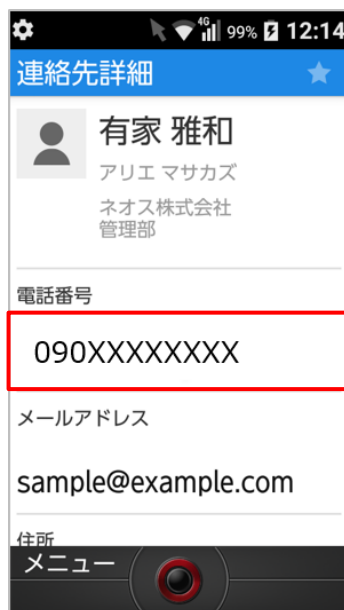 4G 99% 12:14
連絡先詳細
有家 雅和
アリエ マサカズ
ネオス株式会社
管理部
電話番号
090XXXXXXXX
メールアドレス
sample@example.com
住所
メニュー